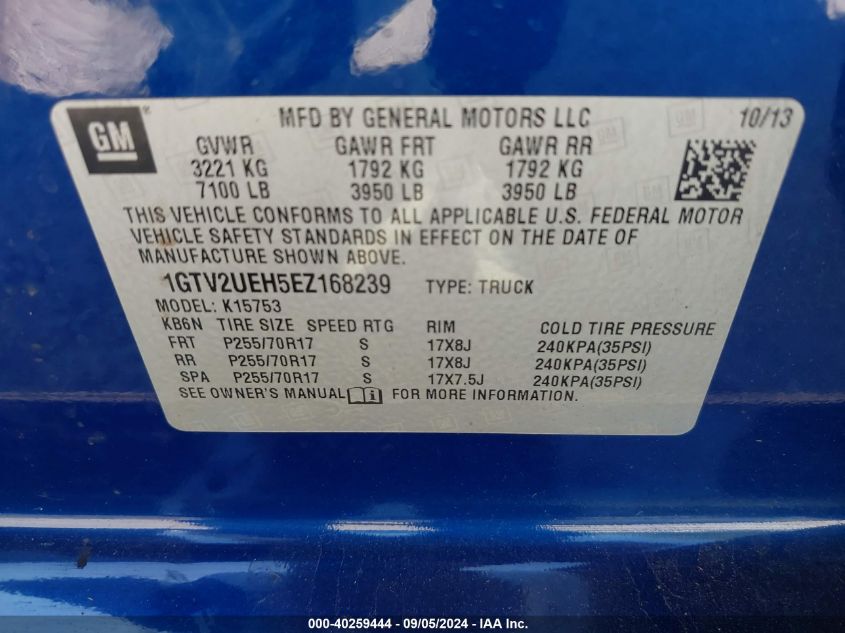 GM ®
MFD BY GENERAL MOTORS LLC 10/13
GVWR GAWR FRT GAWR RR
3221 KG 1792 KG 1792 KG
7100 LB 3950 LB 3950 LB
THIS VEHICLE CONFORMS TO ALL APPLICABLE U.S. FEDERAL MOTOR
VEHICLE SAFETY STANDARDS IN EFFECT ON THE DATE OF
MANUFACTURE SHOWN ABOVE.
1GTV2UEH5EZ168239 TYPE: TRUCK
MODEL: K15753
KB6N TIRE SIZE SPEED RTG RIM COLD TIRE PRESSURE
FRT P255/70R17 S 17X8J 240KPA(35PSI)
RR P255/70R17 S 17X8J 240KPA(35PSI)
SPA P255/70R17 S 17X7.5J 240KPA(35PSI)
SEE OWNER'S MANUAL FOR MORE INFORMATION.
000-40259444 - 09/05/2024 - IAA Inc.